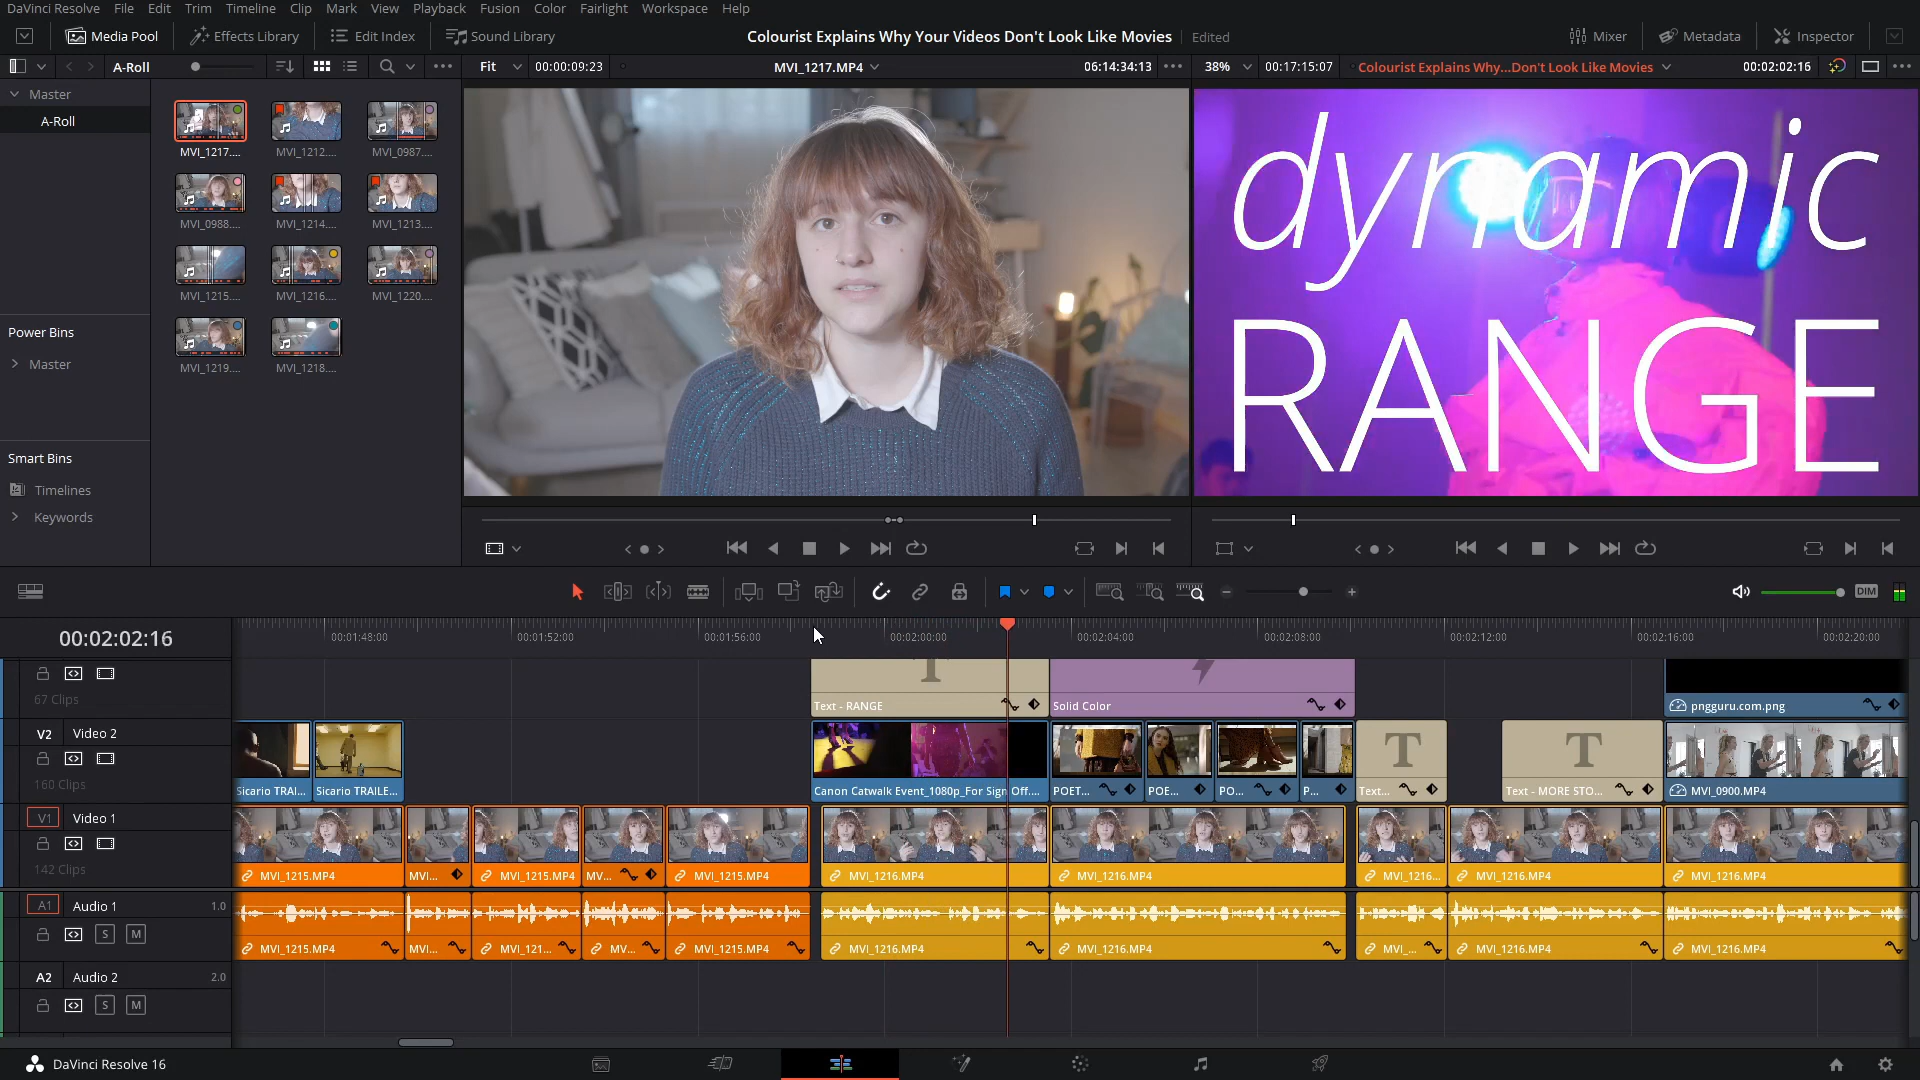 DaVinci Resolve File Edit Trim Timeline Clip Mark View Playback Fusion Color Fairlight Workspace Help
Media Pool Effects Library Edit Index Sound Library Colourist Explains Why Your Videos Don't Look Like Movies Edited Mixer Metadata Inspector
A-Roll Fit 00:00:09:23 MVI_1217.MP4 06:14:34:13 38% 00:17:15:07 Colourist Explains Why...Don't Look Like Movies 00:02:02:16
Master
A-Roll
MVI_1217.... MVI_1212.... MVI_0987....
MVI_0988.... MVI_1214.... MVI_1213....
MVI_1215.... MVI_1216.... MVI_1220....
MVI_1219.... MVI_1218....
Power Bins
Master
Smart Bins
Timelines
Keywords
dynamic
RANGE
DIM
00:02:02:16
00:01:48:00 00:01:52:00 00:01:56:00 00:02:00:00 00:02:04:00 00:02:08:00 00:02:12:00 00:02:16:00 00:02:20:00
67 Clips
T
Text - RANGE Solid Color pngguru.com.png
V2 Video 2
160 Clips
T T
Sicario TRAI... Sicario TRAILE... Canon Catwalk Event_1080p_For Sign Off.... POET... POE... PO... P... Text... Text - MORE STO... MVI_0900.MP4
V1 Video 1
142 Clips
MVI_1215.MP4 MVI... MVI_1215.MP4 MV... MVI_1215.MP4 MVI_1216.MP4 MVI_1216.MP4 MVI_1216... MVI_1216.MP4 MVI_1216.MP4
A1 Audio 1 1.0
S M
MVI_1215.MP4 MVI... MVI_121... MV... MVI_1215.MP4 MVI_1216.MP4 MVI_1216.MP4 MVI_... MVI_1216.MP4 MVI_1216.MP4
A2 Audio 2 2.0
S M
DaVinci Resolve 16